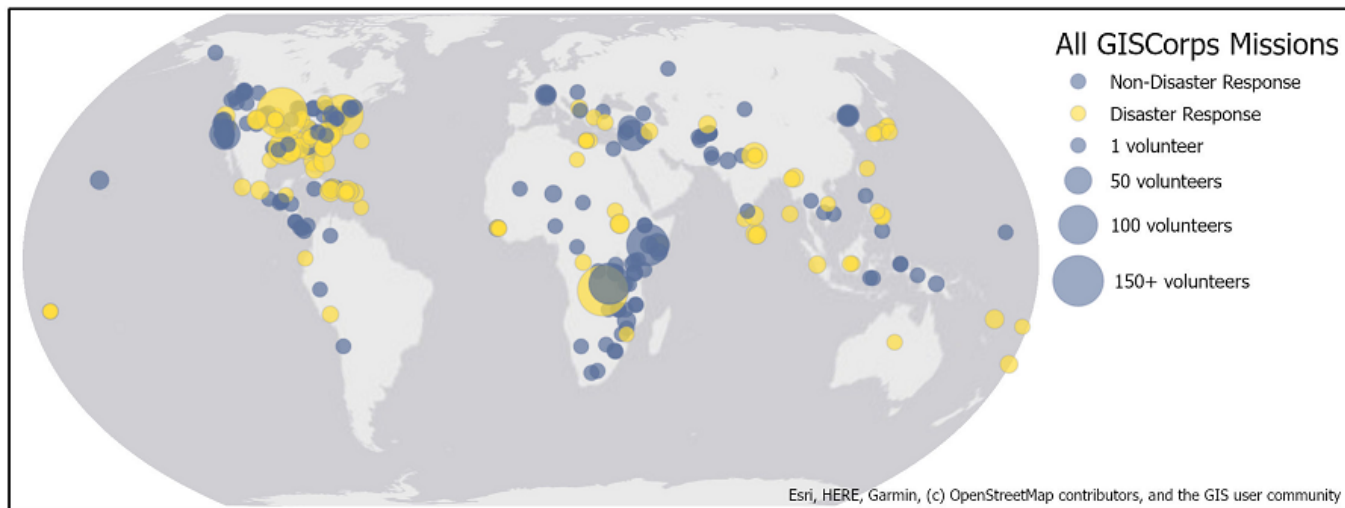 All GISCorps Missions
Non-Disaster Response
Disaster Response
1 volunteer
50 volunteers
100 volunteers
150+ volunteers
Esri, HERE, Garmin, (c) OpenStreetMap contributors, and the GIS user community